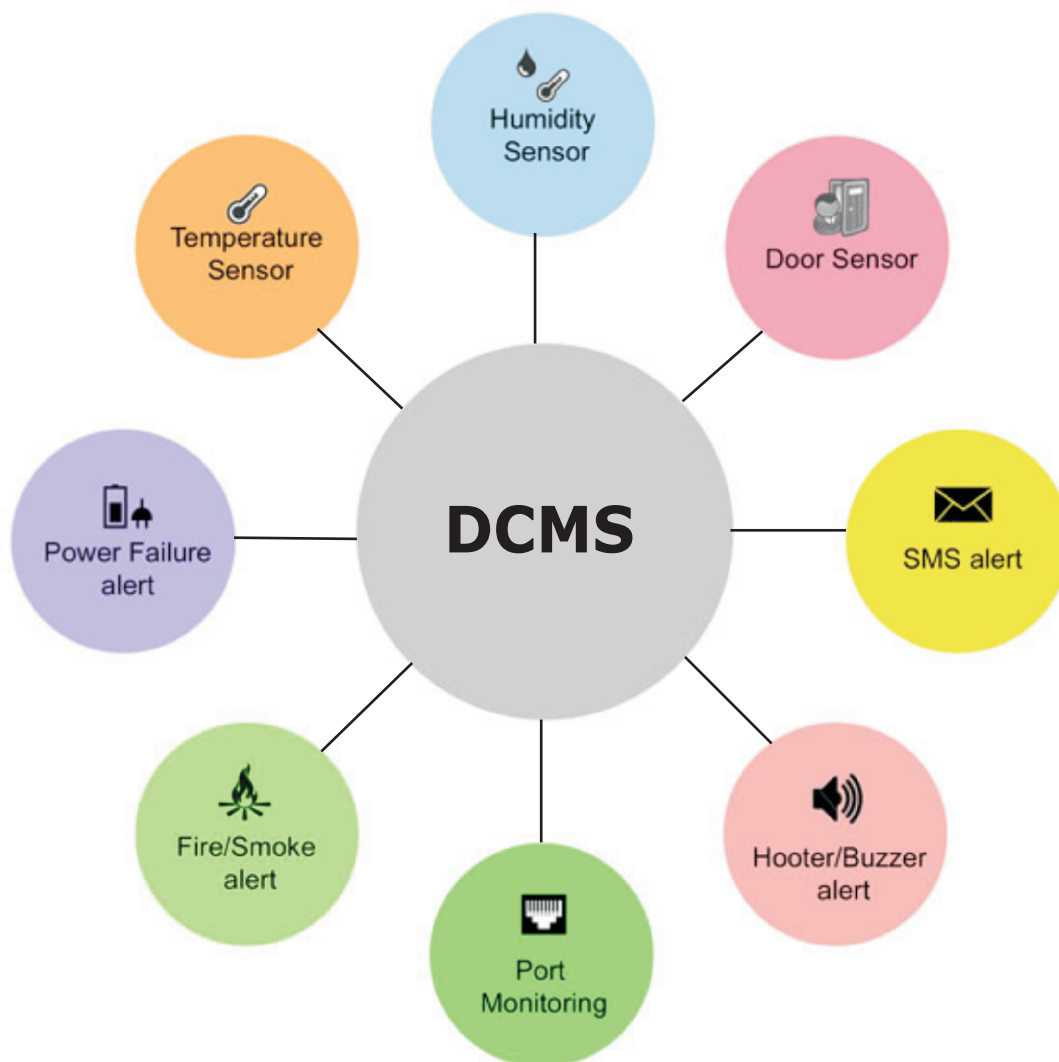 Humidity
Sensor
Temperature
Sensor
Door Sensor
DCMS
Power Failure
alert
SMS alert
Fire/Smoke
alert
Hooter/Buzzer
alert
Port
Monitoring